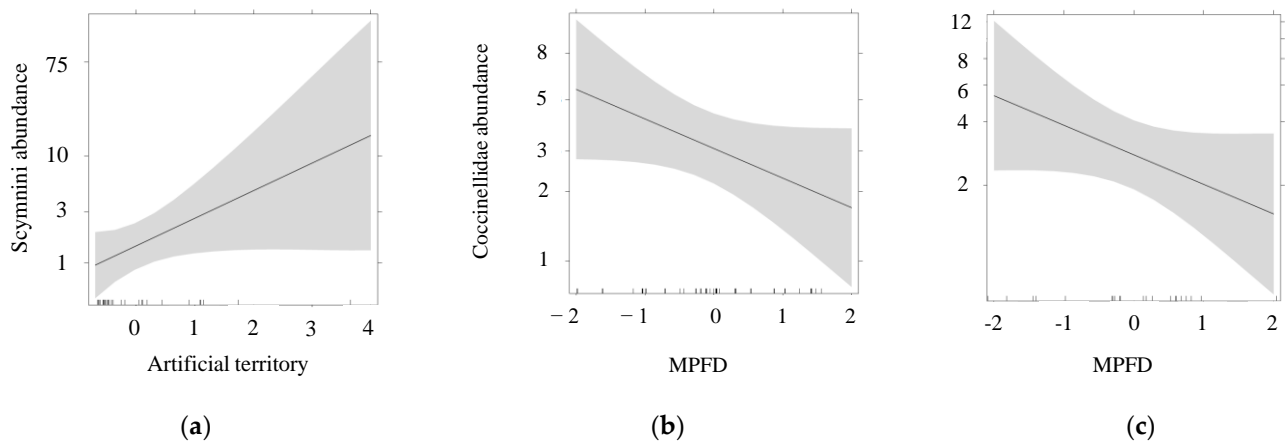 Scymnini abundance
75
10
3
1
0 1 2 3 4
Artificial territory
(a)
Coccinellidae abundance
8
5
3
2
1
−2 −1 0 1 2
MPFD
(b)
12
8
6
4
2
-2 -1 0 1 2
MPFD
(c)